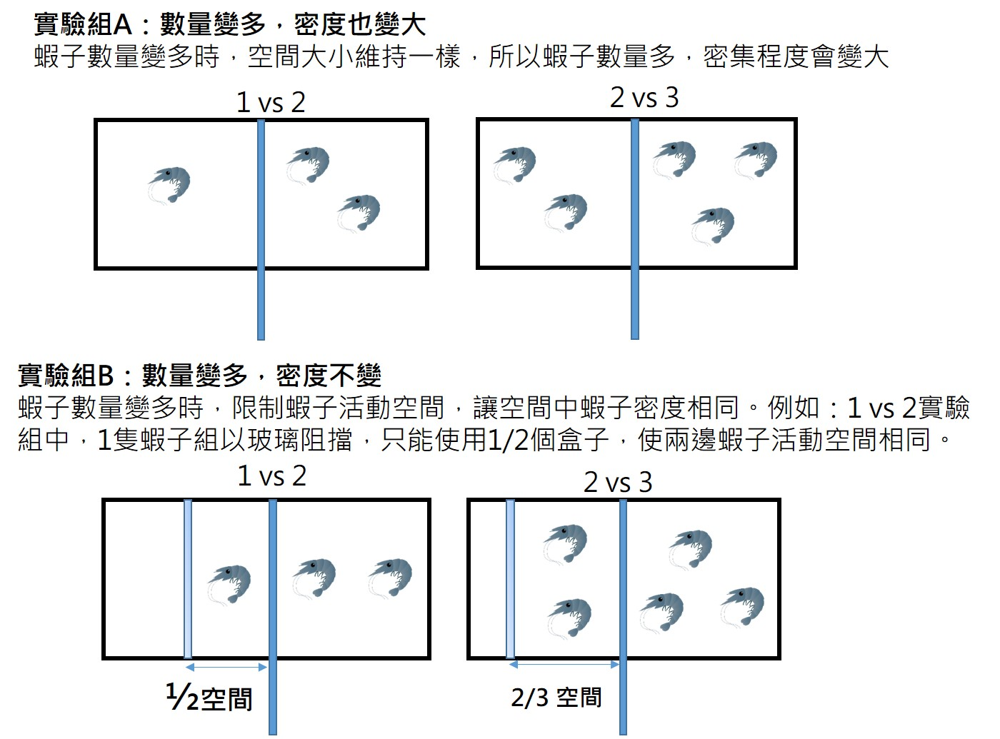 實驗組A：數量變多，密度也變大
蝦子數量變多時，空間大小維持一樣，所以蝦子數量多，密集程度會變大
1 vs 2
2 vs 3
實驗組B：數量變多，密度不變
蝦子數量變多時，限制蝦子活動空間，讓空間中蝦子密度相同。例如：1 vs 2實驗
組中，1隻蝦子組以玻璃阻擋，只能使用1/2個盒子，使兩邊蝦子活動空間相同。
1 vs 2
2 vs 3
½空間
2/3 空間